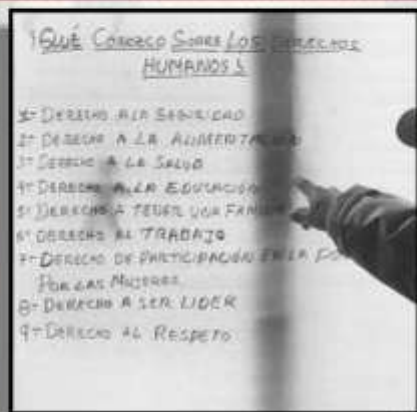 ¿QUÉ CONOZCO SOBRE LOS DERECHOS
HUMANOS?
1- DERECHO A LA SEGURIDAD
2- DERECHO A LA ALIMENTACIÓN
3- DERECHO A LA SALUD
4- DERECHO A LA EDUCACIÓN
5- DERECHO A TENER UNA
6- DERECHO AL TRABAJO
7- DERECHO DE PARTICIPACIÓN EN LA
POR LAS MUJERES
8- DERECHO A SER LIDER
9- DERECHO AL RESPETO